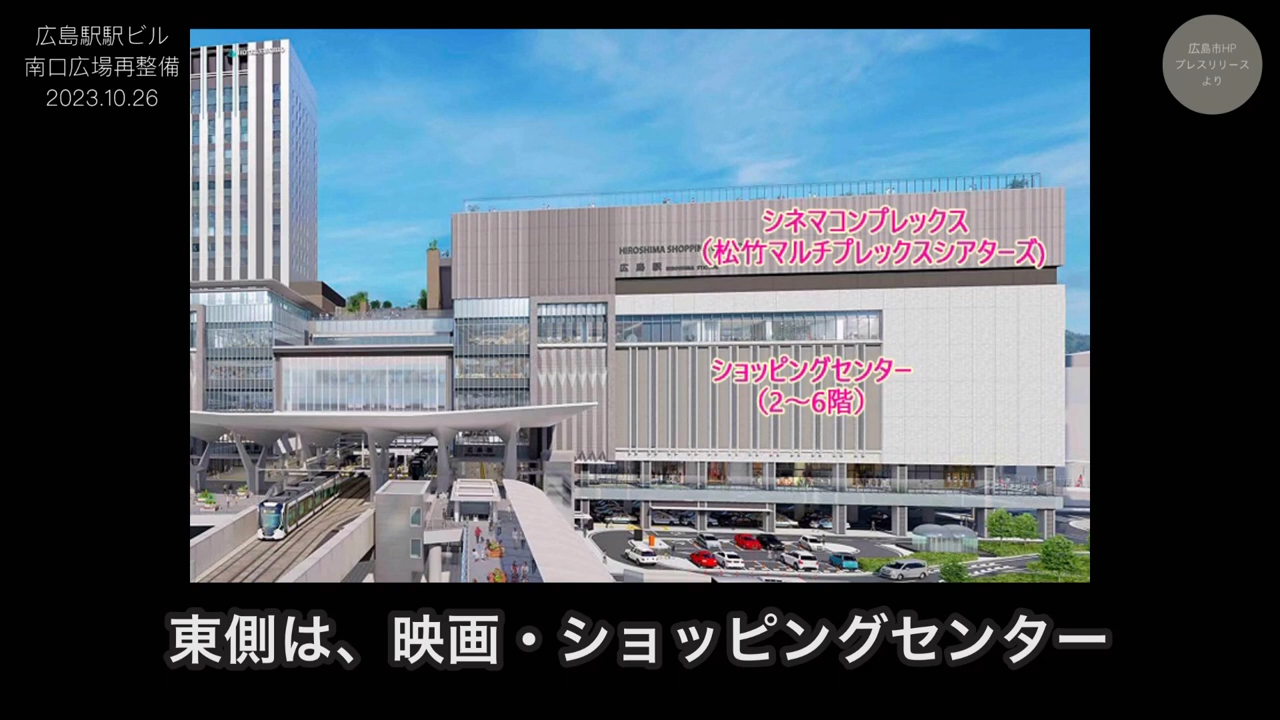 広島駅駅ビル
南口広場再整備
2023.10.26
広島市HP
プレスリリース
より
シネマコンプレックス
HIROSHIMA SHOPPIN
(松竹マルチプレックスシアターズ)
広島駅
ショッピングセンター
(2〜6階)
東側は、映画・ショッピングセンター